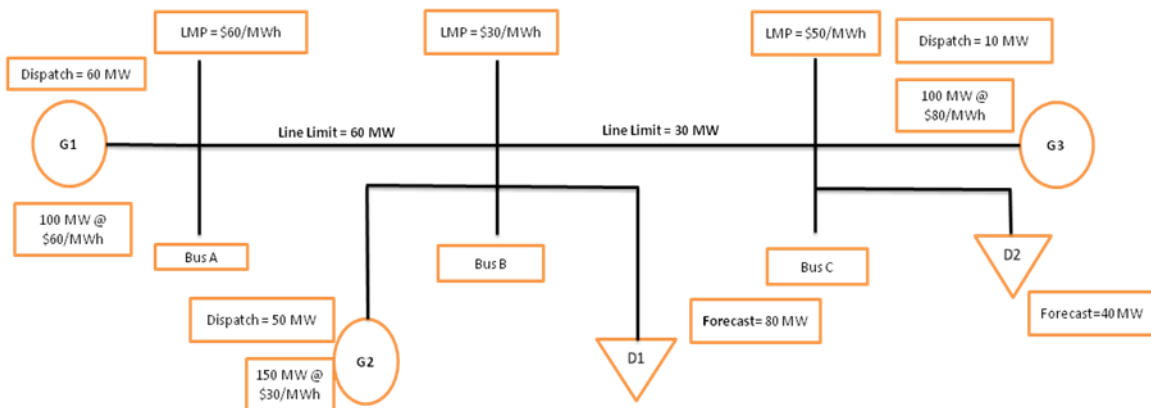 LMP = $60/MWh
LMP = $30/MWh
LMP = $50/MWh
Dispatch = 10 MW
Dispatch = 60 MW
100 MW @
$80/MWh
Line Limit = 60 MW
Line Limit = 30 MW
G1
G3
100 MW @
$60/MWh
Bus A
Bus B
Bus C
D2
Dispatch = 50 MW
Forecast= 80 MW
Forecast=40 MW
G2
D1
150 MW @
$30/MWh